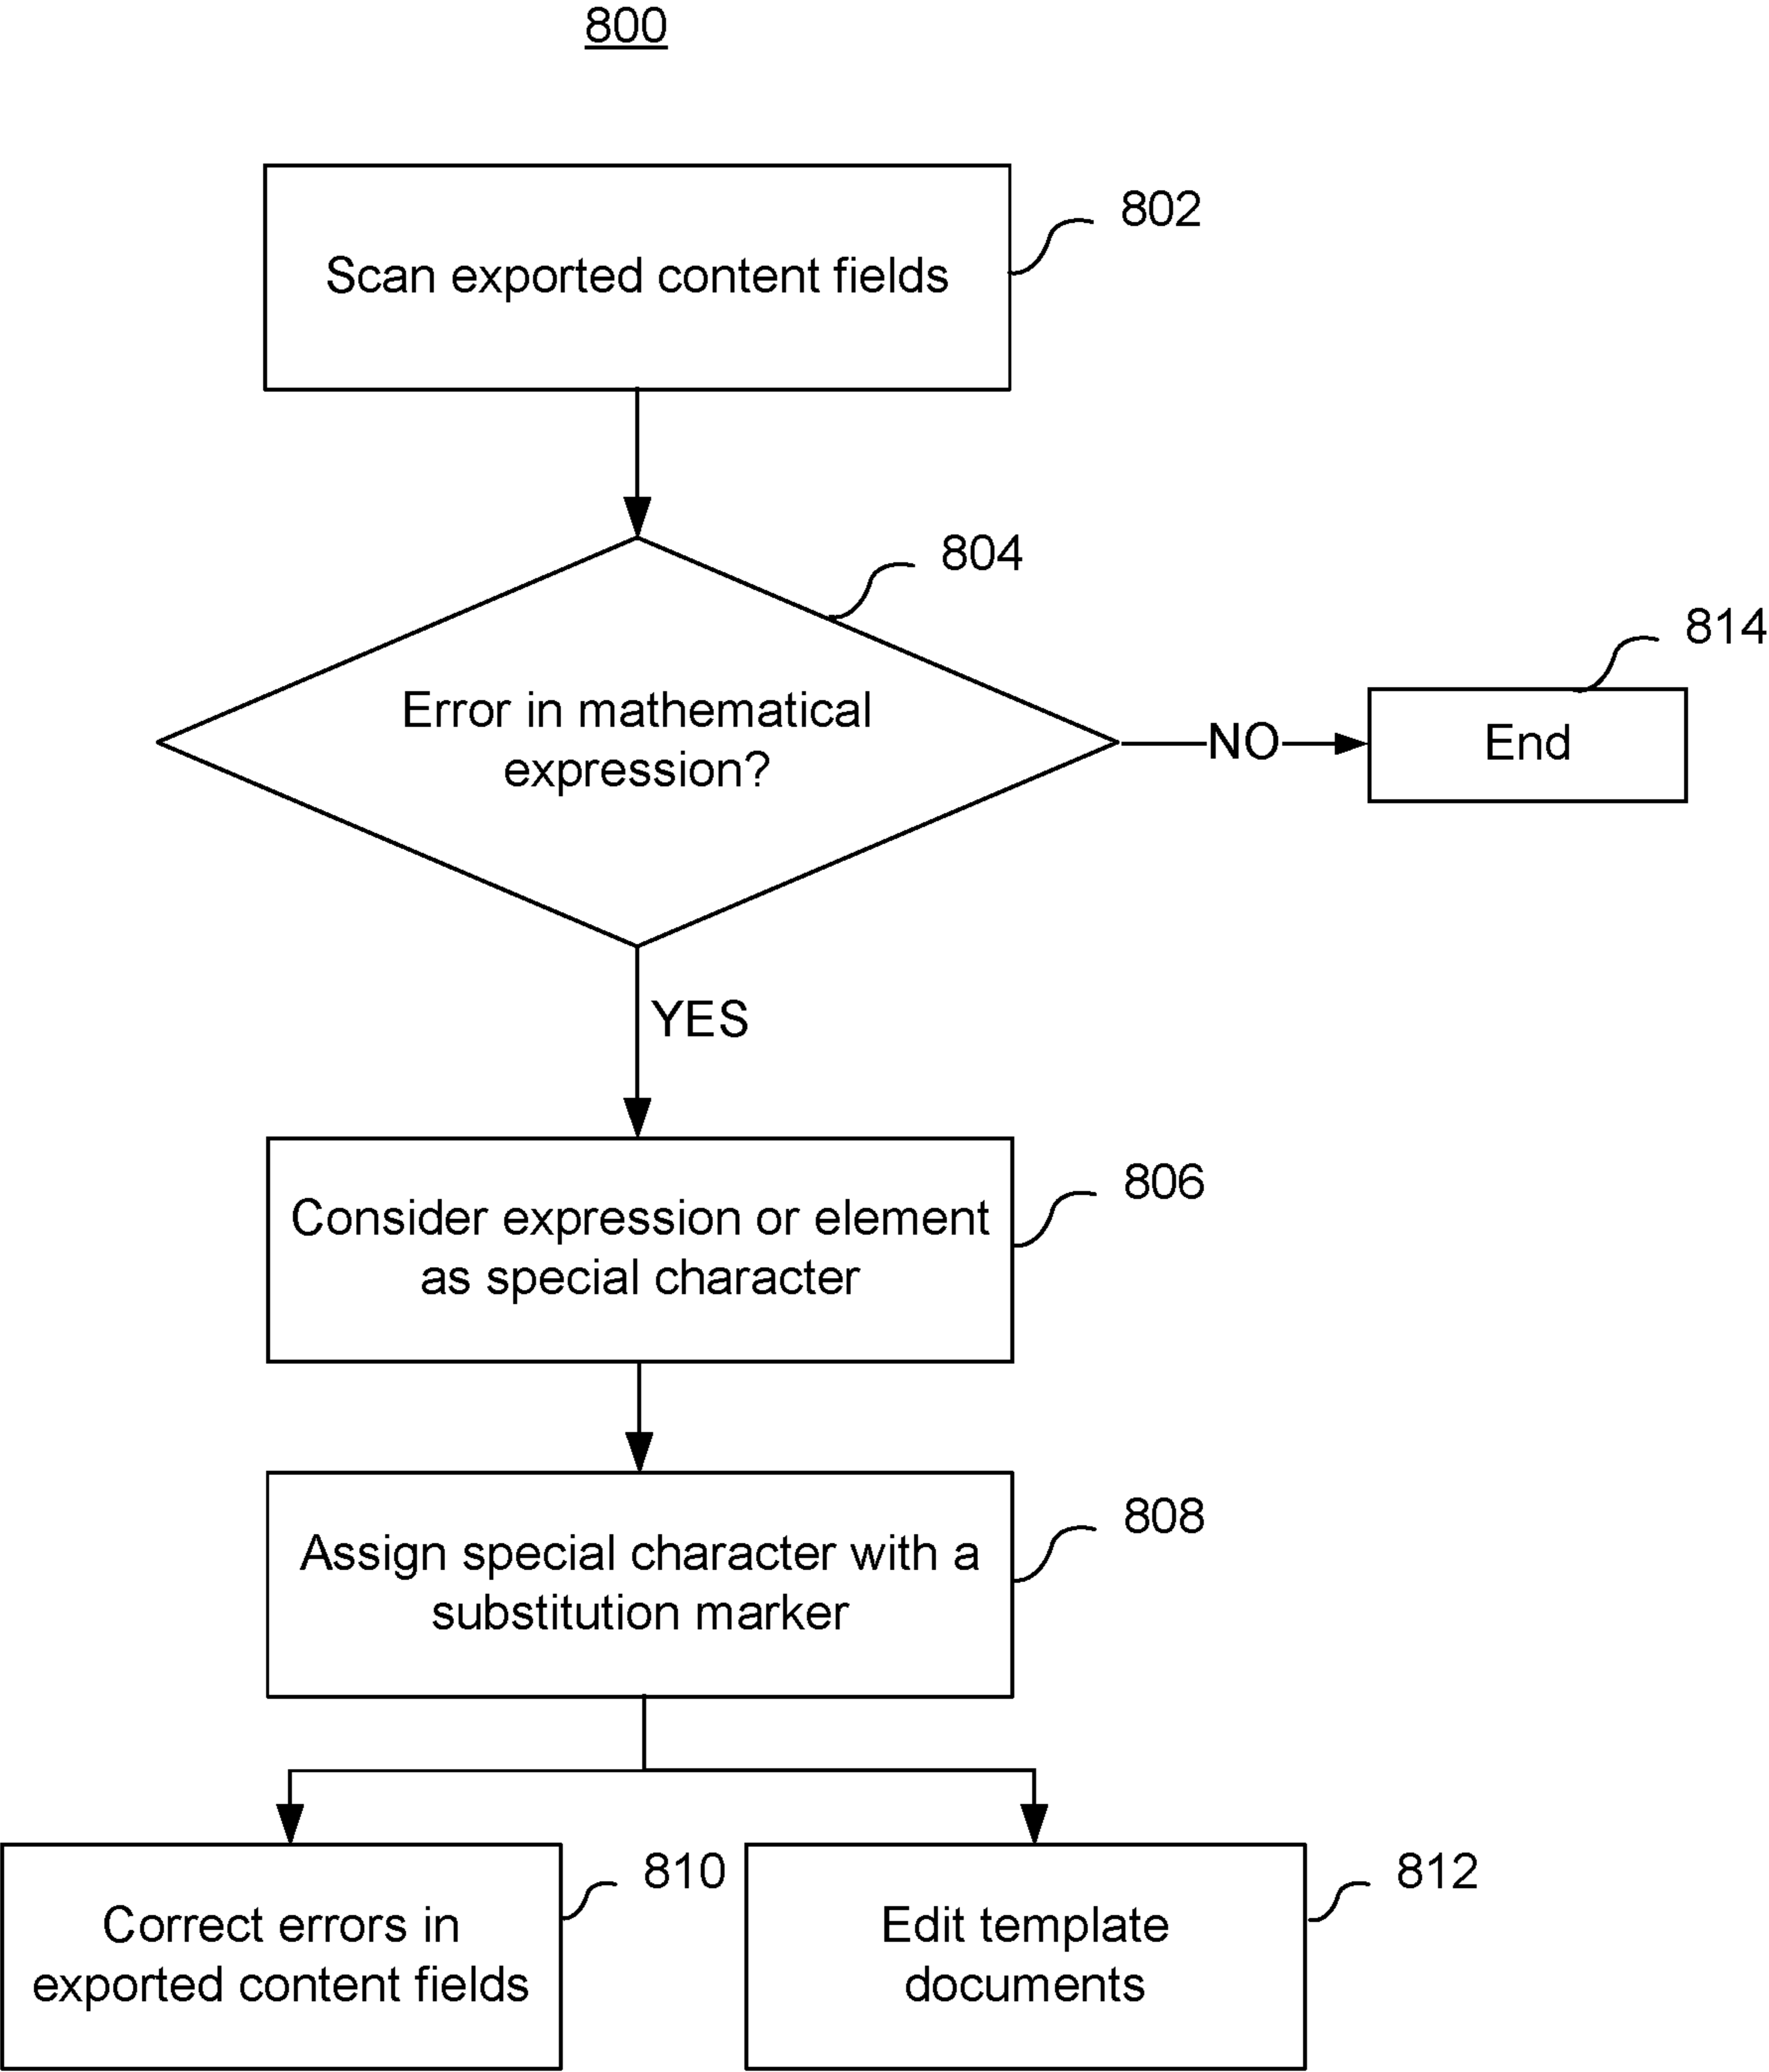 800
Scan exported content fields
802
Error in mathematical
expression?
804
NO
End
814
YES
Consider expression or element
as special character
806
Assign special character with a
substitution marker
808
Correct errors in
exported content fields
810
Edit template
documents
812